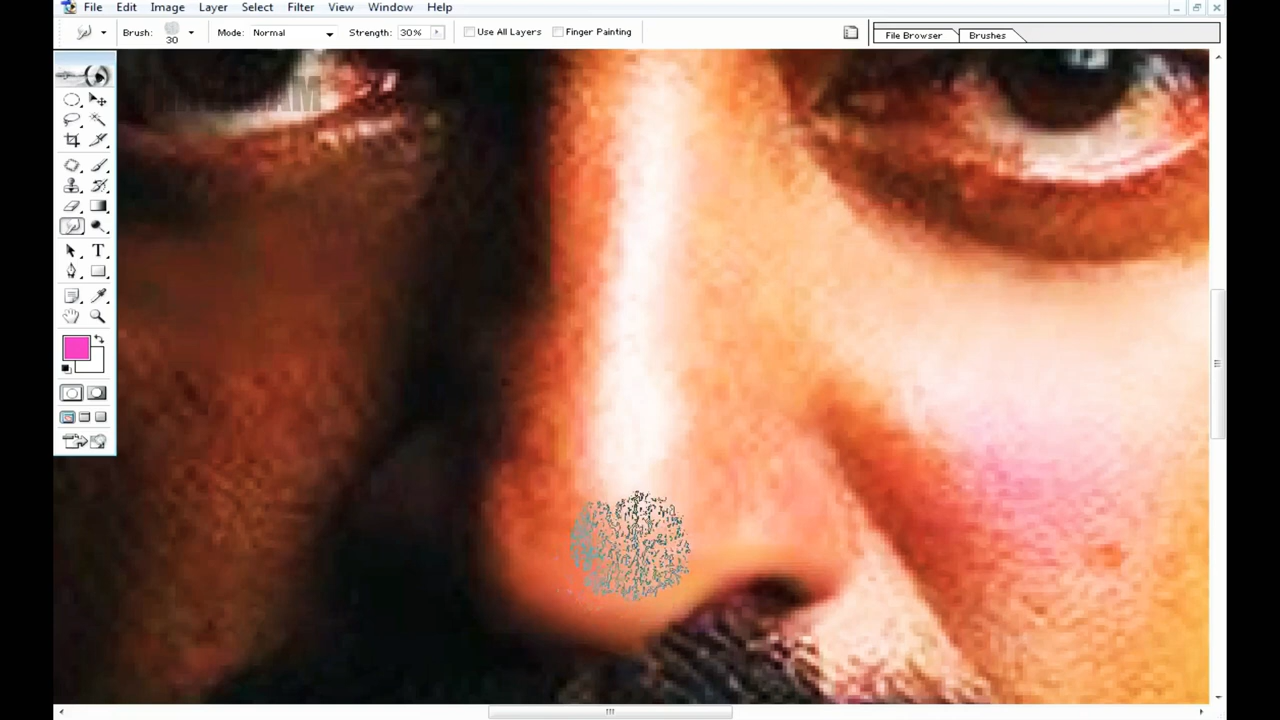 File Edit Image Layer Select Filter View Window Help
Brush: 30 Mode: Normal Strength: 30% Use All Layers Finger Painting File Browser Brushes
T